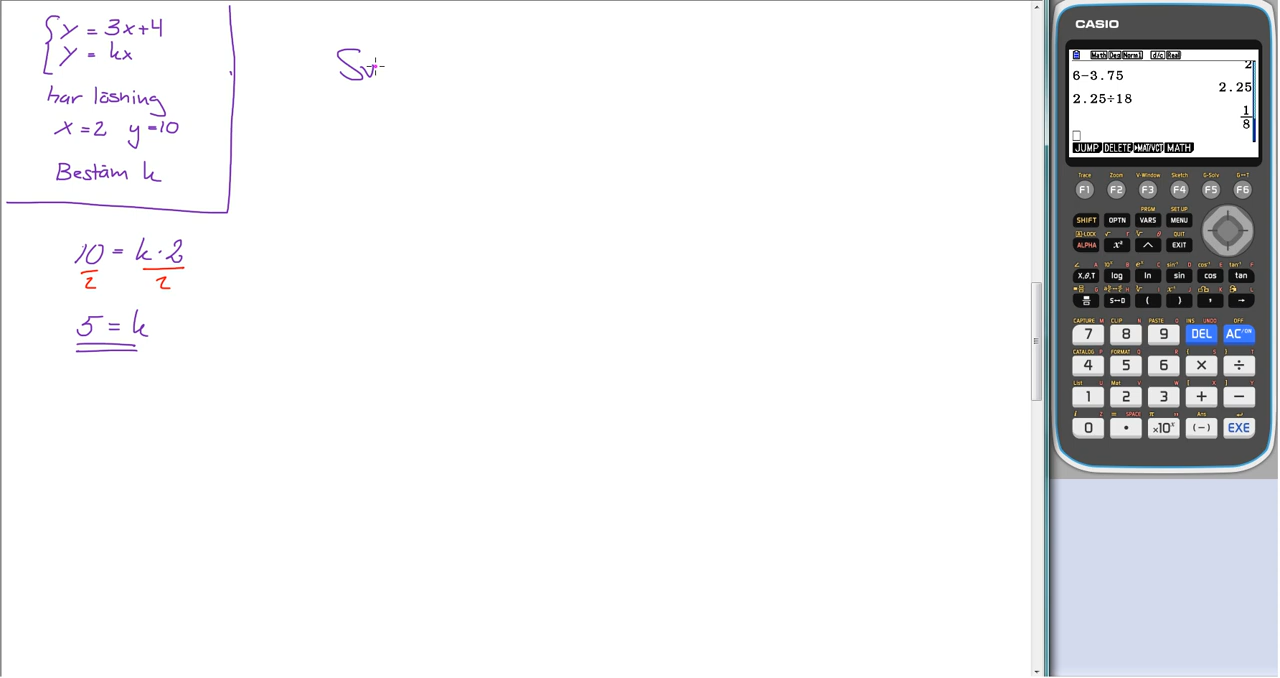 y = 3x+4
y = kx
har lösning
x = 2 y = 10
Bestäm k
10 = k · 2
2 2
5 = k
Sv
CASIO
Math Deg Norm1 d/c Real
2
6−3.75
2.25
2.25÷18
1
8
JUMP DELETE ▶MAT/VCT MATH
Trace Zoom V-Window Sketch G-Solv G↔T
F1 F2 F3 F4 F5 F6
PRGM SET UP
SHIFT OPTN VARS MENU
A-LOCK QUIT
ALPHA x² ^ EXIT
X,θ,T log ln sin cos tan
S↔D ( ) , →
CAPTURE CLIP PASTE INS UNDO OFF
7 8 9 DEL AC/ON
CATALOG FORMAT
4 5 6 × ÷
List Mat
1 2 3 + −
SPACE π Ans
0 • ×10ˣ (−) EXE